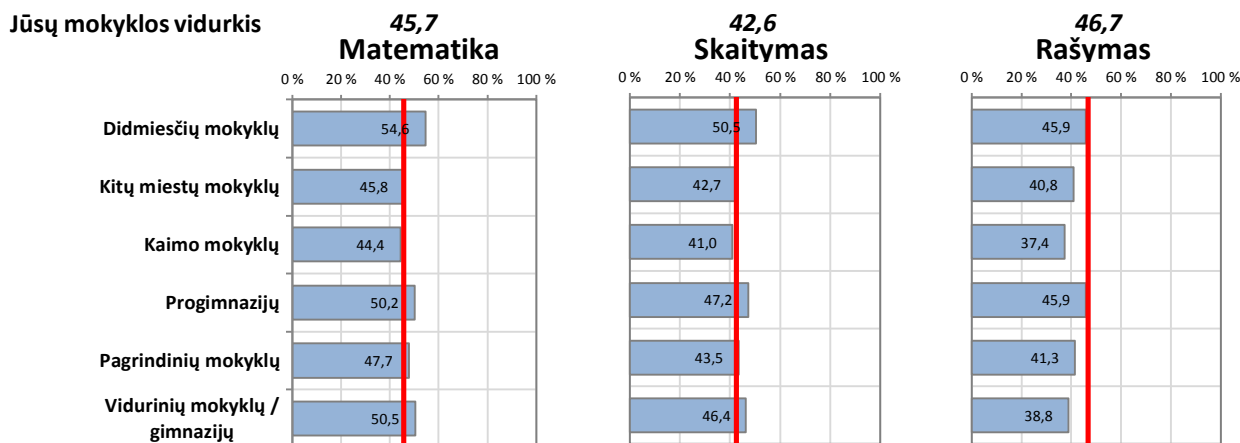 Jūsų mokyklos vidurkis 45,7 42,6 46,7
Matematika Skaitymas Rašymas
0 % 20 % 40 % 60 % 80 % 100 % 0 % 20 % 40 % 60 % 80 % 100 % 0 % 20 % 40 % 60 % 80 % 100 %
Didmiesčių mokyklų 54,6 50,5 45,9
Kitų miestų mokyklų 45,8 42,7 40,8
Kaimo mokyklų 44,4 41,0 37,4
Progimnazijų 50,2 47,2 45,9
Pagrindinių mokyklų 47,7 43,5 41,3
Vidurinių mokyklų /
gimnazijų 50,5 46,4 38,8